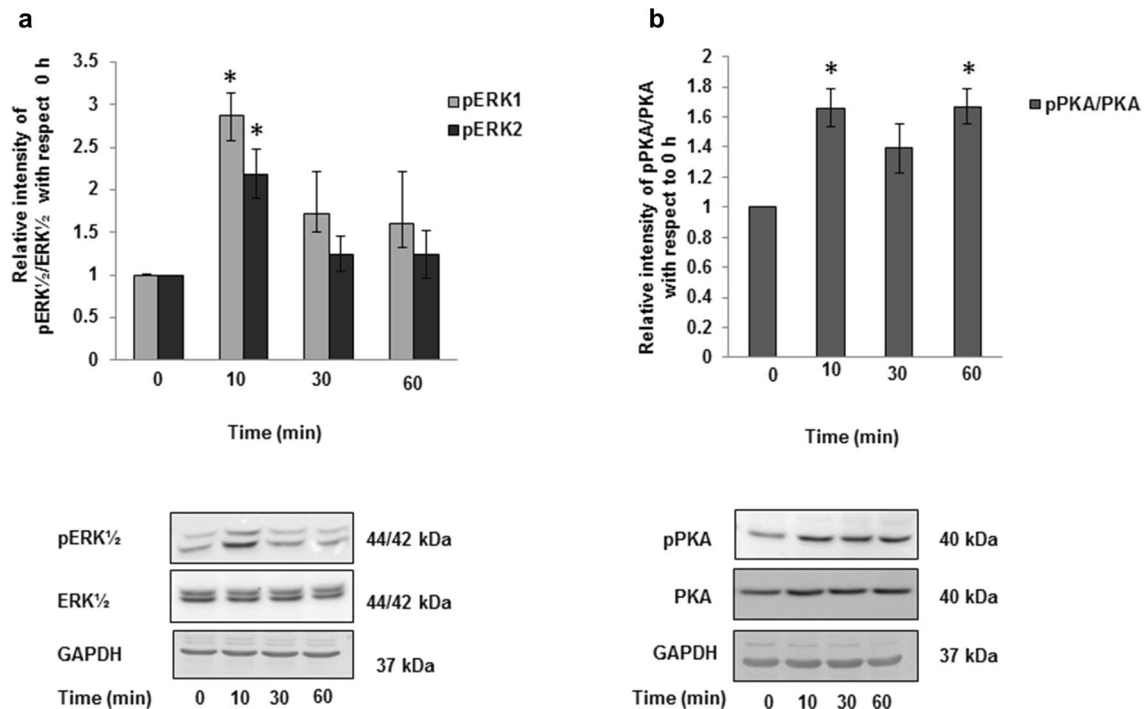 a
Relative intensity of
pERK½/ERK½ with respect 0 h
3.5
3
2.5
2
1.5
1
0.5
0
*
*
pERK1
pERK2
0 10 30 60
Time (min)
pERK½ 44/42 kDa
ERK½ 44/42 kDa
GAPDH 37 kDa
Time (min) 0 10 30 60
b
Relative intensity of pPKA/PKA
with respect to 0 h
2
1.8
1.6
1.4
1.2
1
0.8
0.6
0.4
0.2
0
*
*
pPKA/PKA
0 10 30 60
Time (min)
pPKA 40 kDa
PKA 40 kDa
GAPDH 37 kDa
Time (min) 0 10 30 60